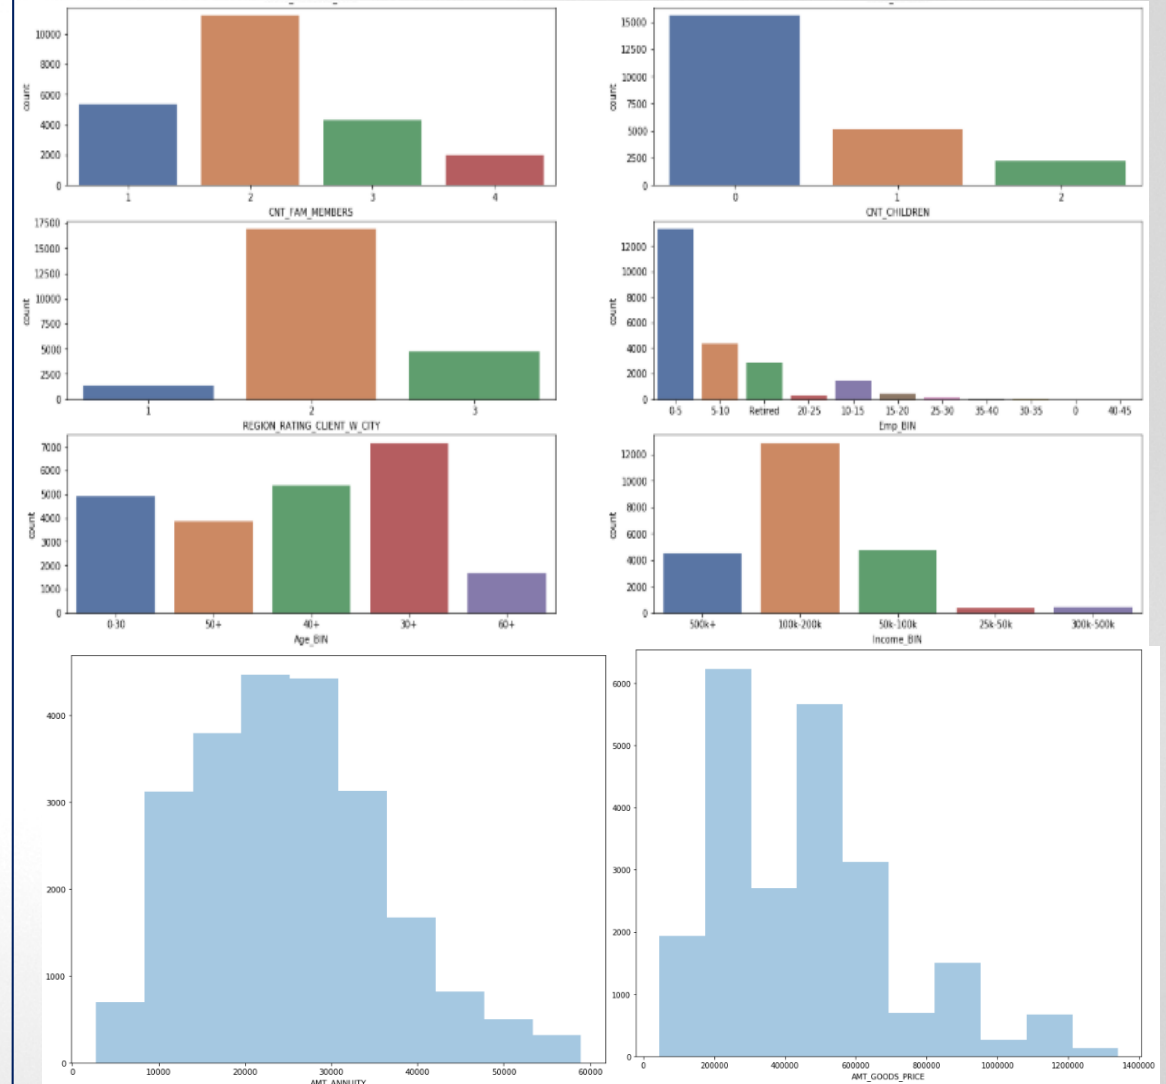 count
10000
8000
6000
4000
2000
0
1 2 3 4
CNT_FAM_MEMBERS
count
15000
12500
10000
7500
5000
2500
0
0 1 2
CNT_CHILDREN
count
17500
15000
12500
10000
7500
5000
2500
0
1 2 3
REGION_RATING_CLIENT_W_CITY
count
12000
10000
8000
6000
4000
2000
0
0-5 5-10 Retired 20-25 10-15 15-20 25-30 35-40 30-35 0 40-45
Emp_BIN
count
7000
6000
5000
4000
3000
2000
1000
0
0-30 50+ 40+ 30+ 60+
Age_BIN
count
12000
10000
8000
6000
4000
2000
0
500k+ 100k-200k 50k-100k 25k-50k 300k-500k
Income_BIN
4000
3000
2000
1000
0
0 10000 20000 30000 40000 50000 60000
AMT_ANNUITY
6000
5000
4000
3000
2000
1000
0
0 200000 400000 600000 800000 1000000 1200000 1400000
AMT_GOODS_PRICE